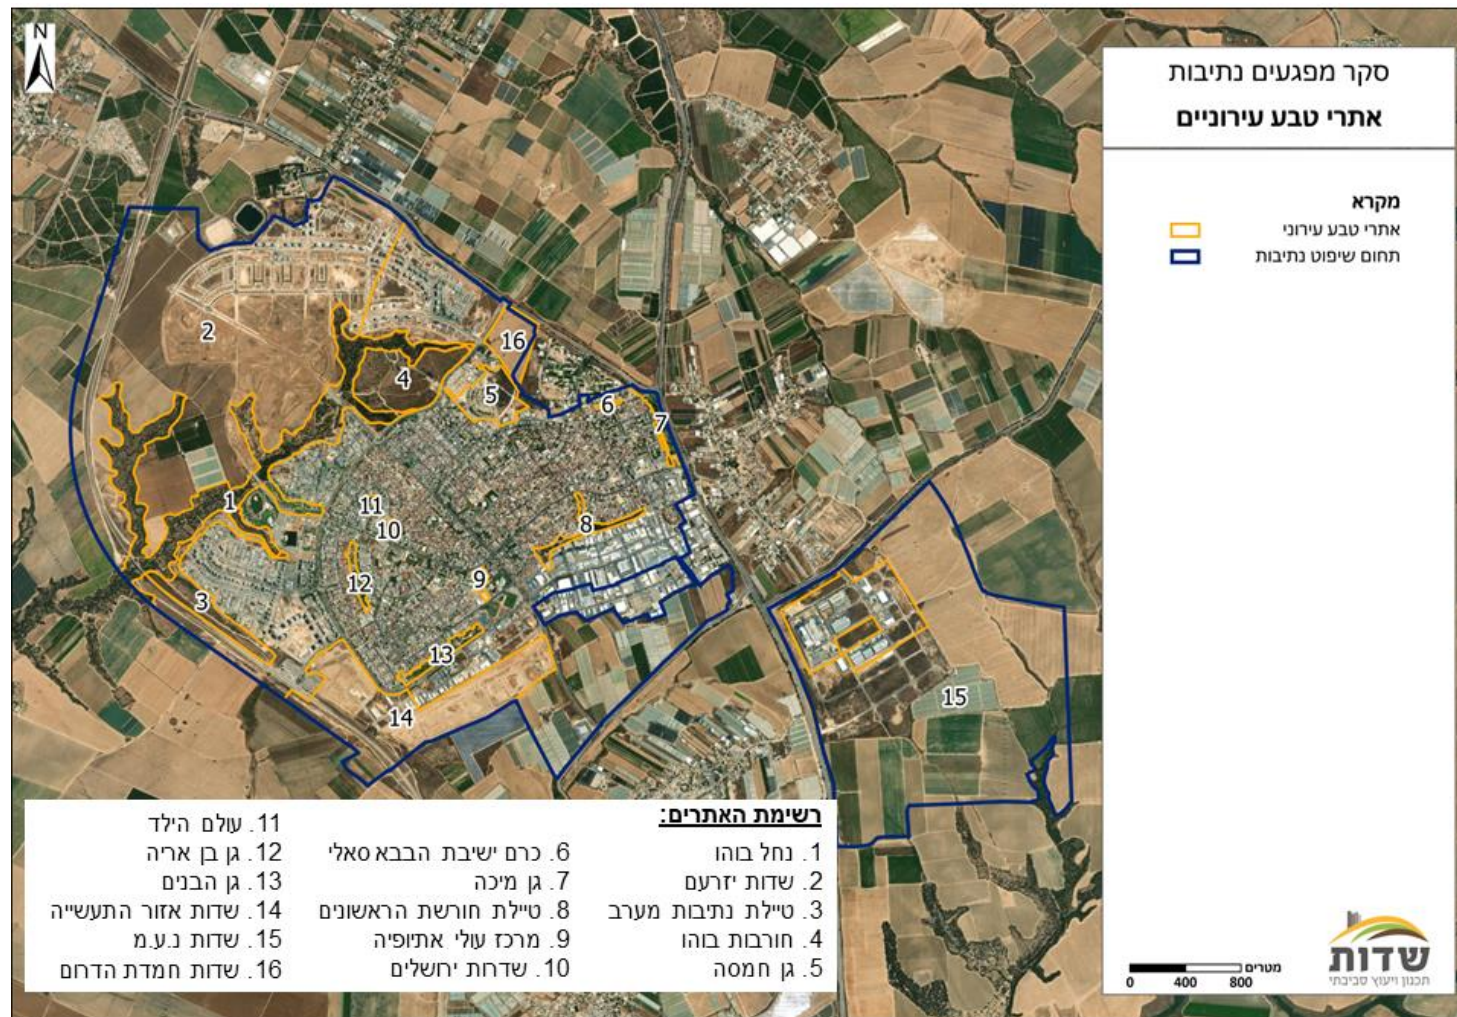 N
סקר מפגעים נתיבות
אתרי טבע עירוניים
מקרא
אתרי טבע עירוני
תחום שיפוט נתיבות
2
16
4
5
6
7
1
11
10
8
12
9
3
13
14
15
רשימת האתרים:
1. נחל בוהו
2. שדות יזרעם
3. טיילת נתיבות מערב
4. חורבות בוהו
5. גן חמסה
6. כרם ישיבת הבבא סאלי
7. גן מיכה
8. טיילת חורשת הראשונים
9. מרכז עולי אתיופיה
10. שדרות ירושלים
11. עולם הילד
12. גן בן אריה
13. גן הבנים
14. שדות אזור התעשייה
15. שדות נ.ע.מ
16. שדות חמדת הדרום
מטרים
0 400 800
שדות
תכנון וייעוץ סביבתי